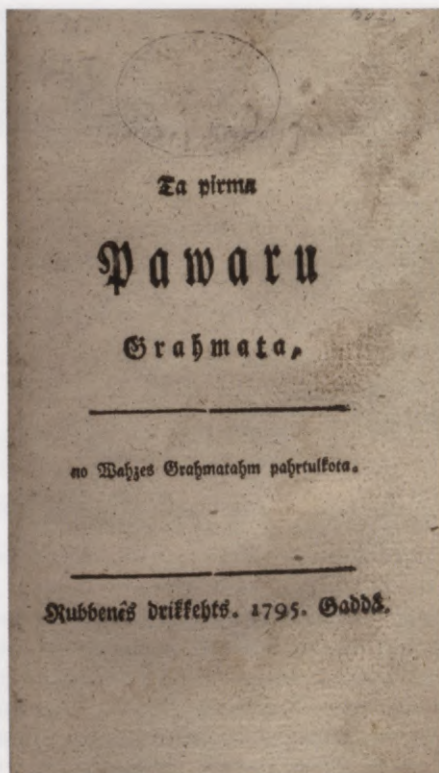 Ta pirma
Pawaru
Grahmata,
no Wahzes Grahmatahm pahrtulkota.
Rubbenês drikkehts. 1795. Gaddâ.